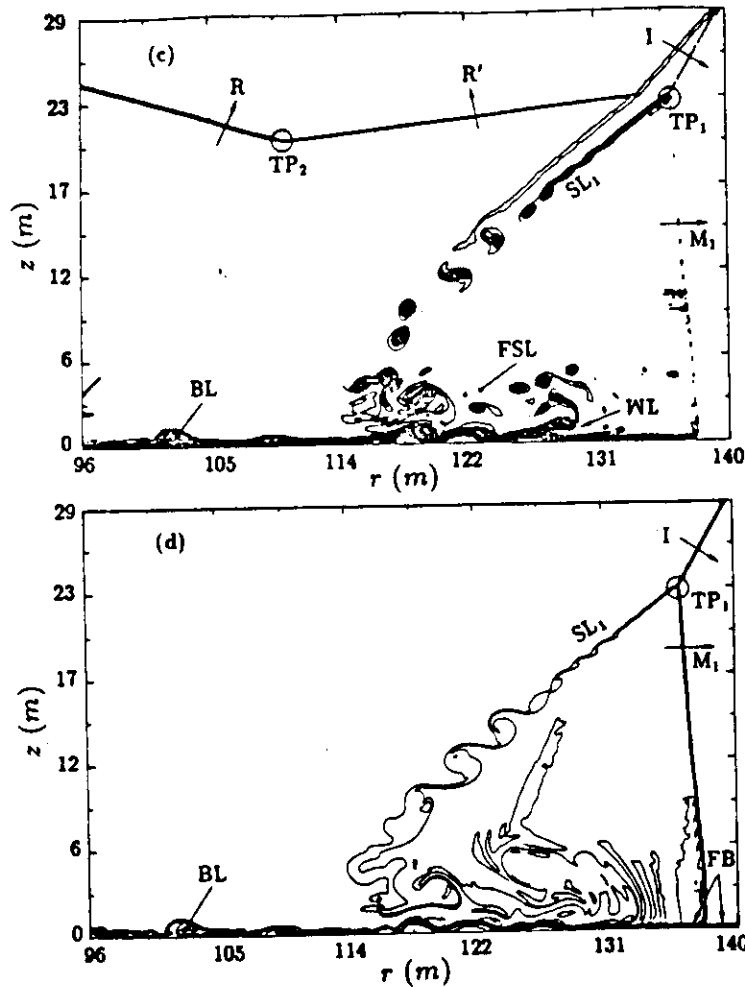 29
(c)
I
R
R'
23
TP₁
TP₂
z (m)
17
SL₁
M₁
12
FSL
6
BL
WL
0
96
105
114
122
131
140
r (m)
29
(d)
I
23
TP₁
SL₁
M₁
z (m)
17
12
6
BL
FB
0
96
105
114
122
131
140
r (m)